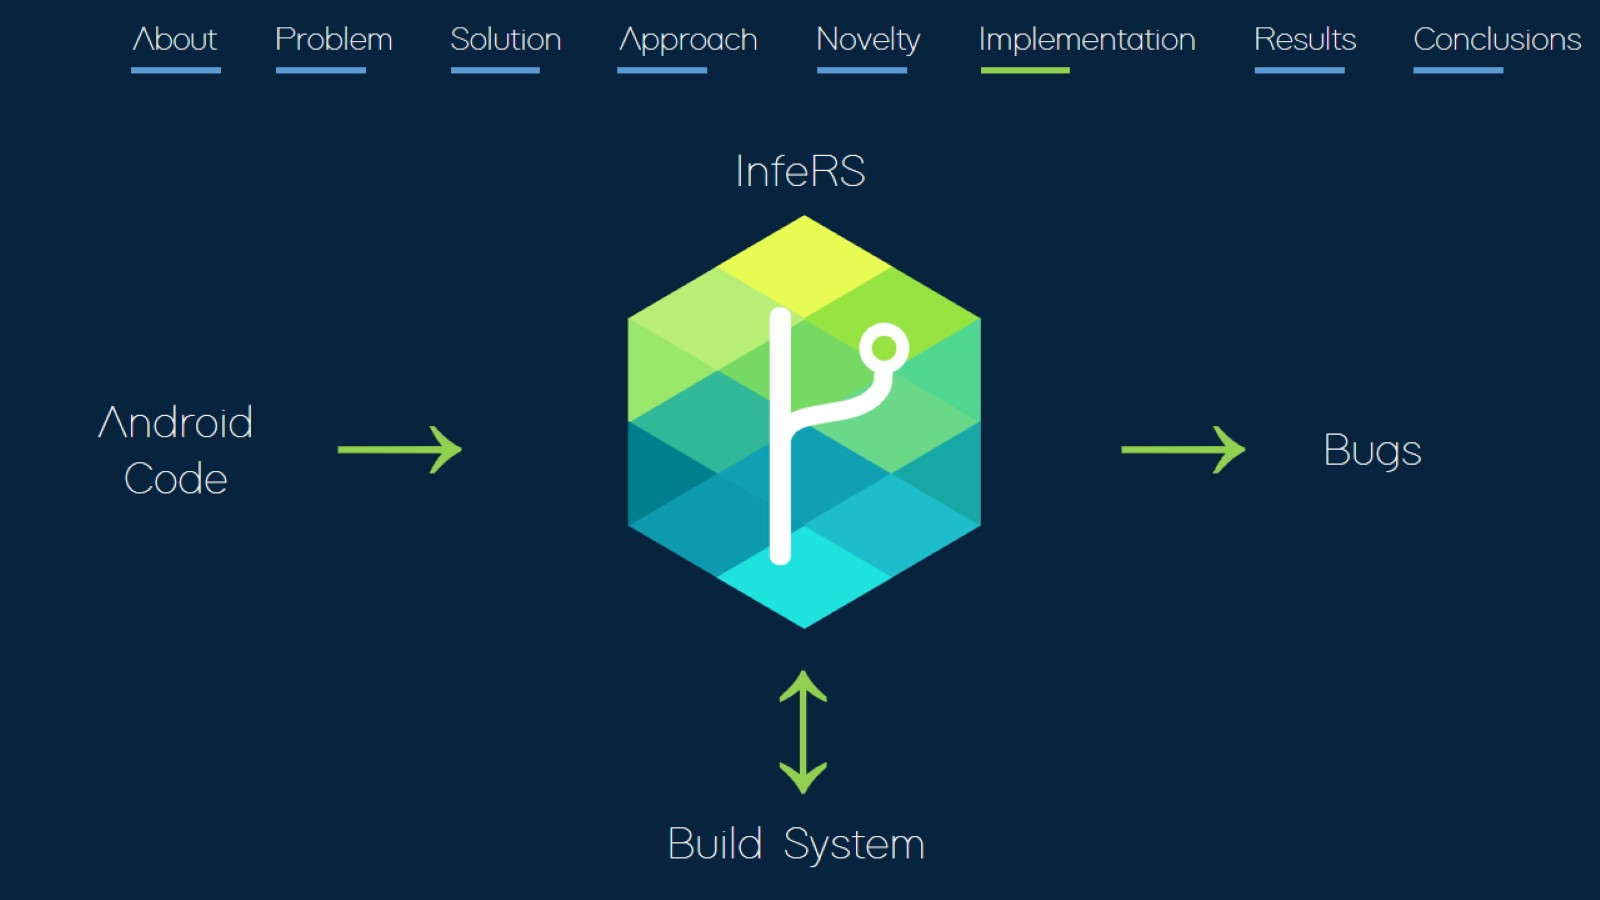 About Problem Solution Approach Novelty Implementation Results Conclusions
InfeRS
Android
Code
Bugs
Build System